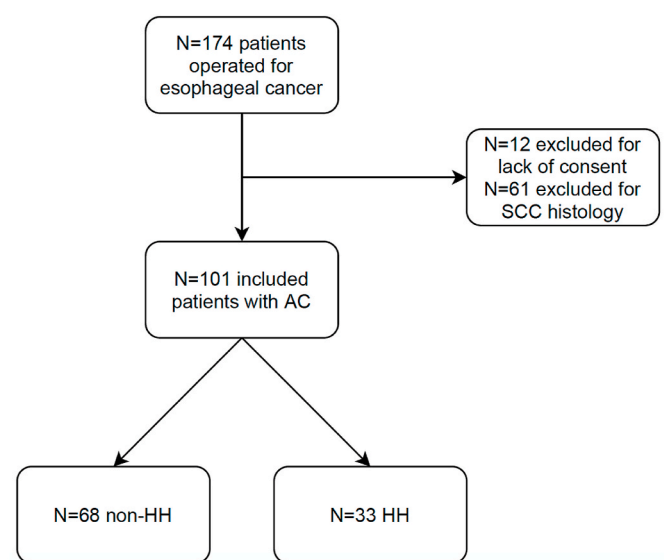 N=174 patients
operated for
esophageal cancer
N=12 excluded for
lack of consent
N=61 excluded for
SCC histology
N=101 included
patients with AC
N=68 non-HH
N=33 HH